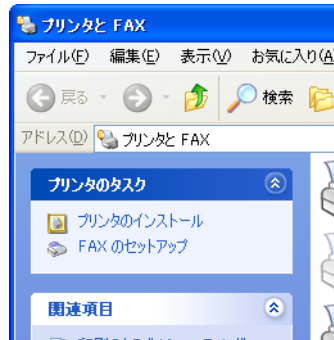 プリンタと FAX
ファイル(F) 編集(E) 表示(V) お気に入り(A
戻る 検索
アドレス(D) プリンタと FAX
プリンタのタスク
プリンタのインストール
FAX のセットアップ
関連項目